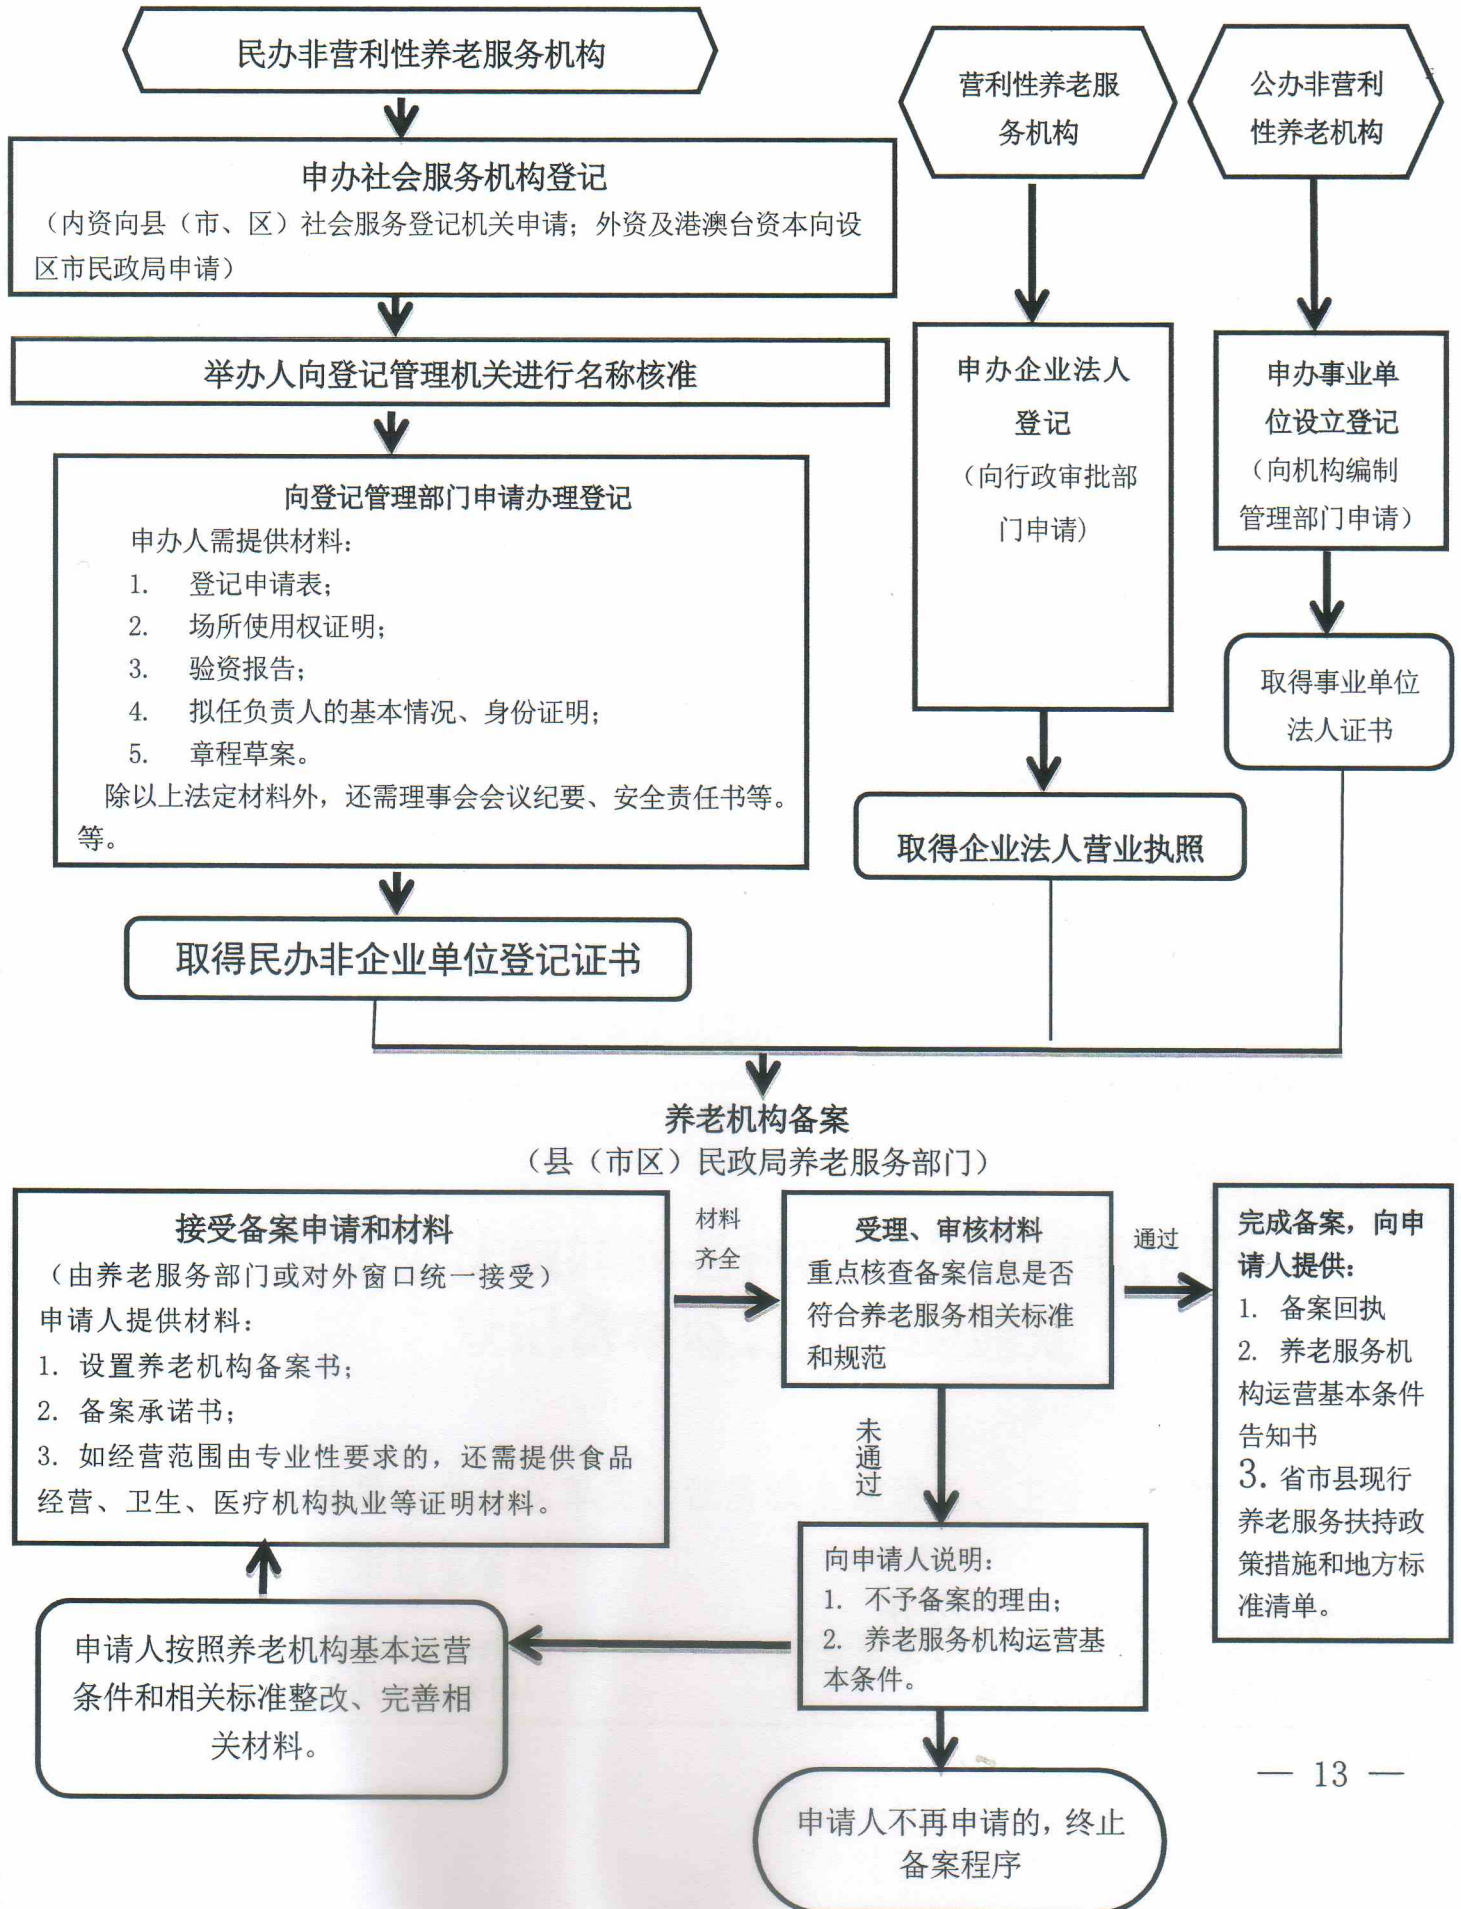 民办非营利性养老服务机构
申办社会服务机构登记
（内资向县（市、区）社会服务登记机关申请；外资及港澳台资本向设
区市民政局申请）
举办人向登记管理机关进行名称核准
向登记管理部门申请办理登记
申办人需提供材料：
1. 登记申请表；
2. 场所使用权证明；
3. 验资报告；
4. 拟任负责人的基本情况、身份证明；
5. 章程草案。
除以上法定材料外，还需理事会会议纪要、安全责任书等。
等。
取得民办非企业单位登记证书
营利性养老服
务机构
申办企业法人
登记
（向行政审批部
门申请）
取得企业法人营业执照
公办非营利
性养老机构
申办事业单
位设立登记
（向机构编制
管理部门申请）
取得事业单位
法人证书
养老机构备案
（县（市区）民政局养老服务部门）
接受备案申请和材料
（由养老服务部门或对外窗口统一接受）
申请人提供材料：
1. 设置养老机构备案书；
2. 备案承诺书；
3. 如经营范围由专业性要求的，还需提供食品
经营、卫生、医疗机构执业等证明材料。
材料
齐全
受理、审核材料
重点核查备案信息是否
符合养老服务相关标准
和规范
通过
完成备案，向申
请人提供：
1. 备案回执
2. 养老服务机
构运营基本条件
告知书
3. 省市县现行
养老服务扶持政
策措施和地方标
准清单。
未
通
过
向申请人说明：
1. 不予备案的理由；
2. 养老服务机构运营基
本条件。
申请人按照养老机构基本运营
条件和相关标准整改、完善相
关材料。
申请人不再申请的，终止
备案程序
— 13 —